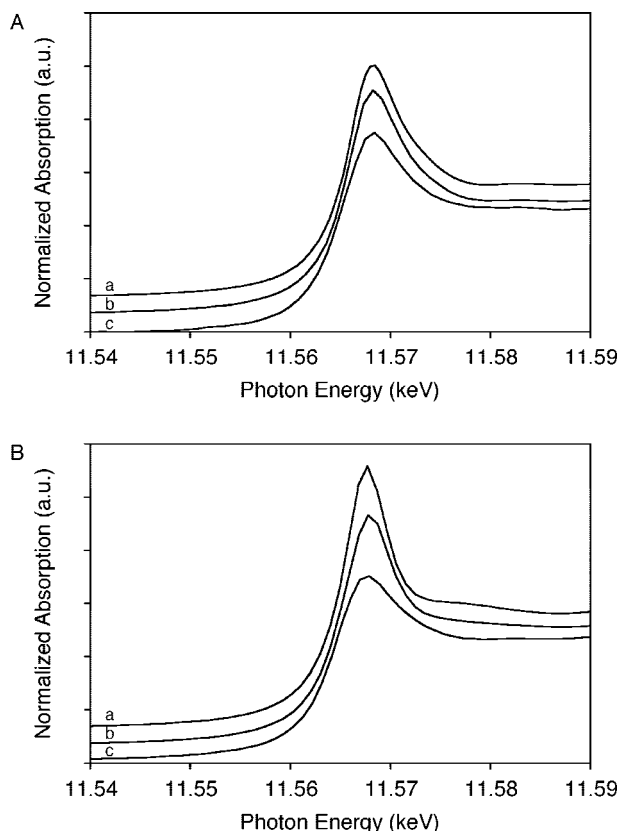 A
Normalized Absorption (a.u.)
a
b
c
11.54 11.55 11.56 11.57 11.58 11.59
Photon Energy (keV)
B
Normalized Absorption (a.u.)
a
b
c
11.54 11.55 11.56 11.57 11.58 11.59
Photon Energy (keV)